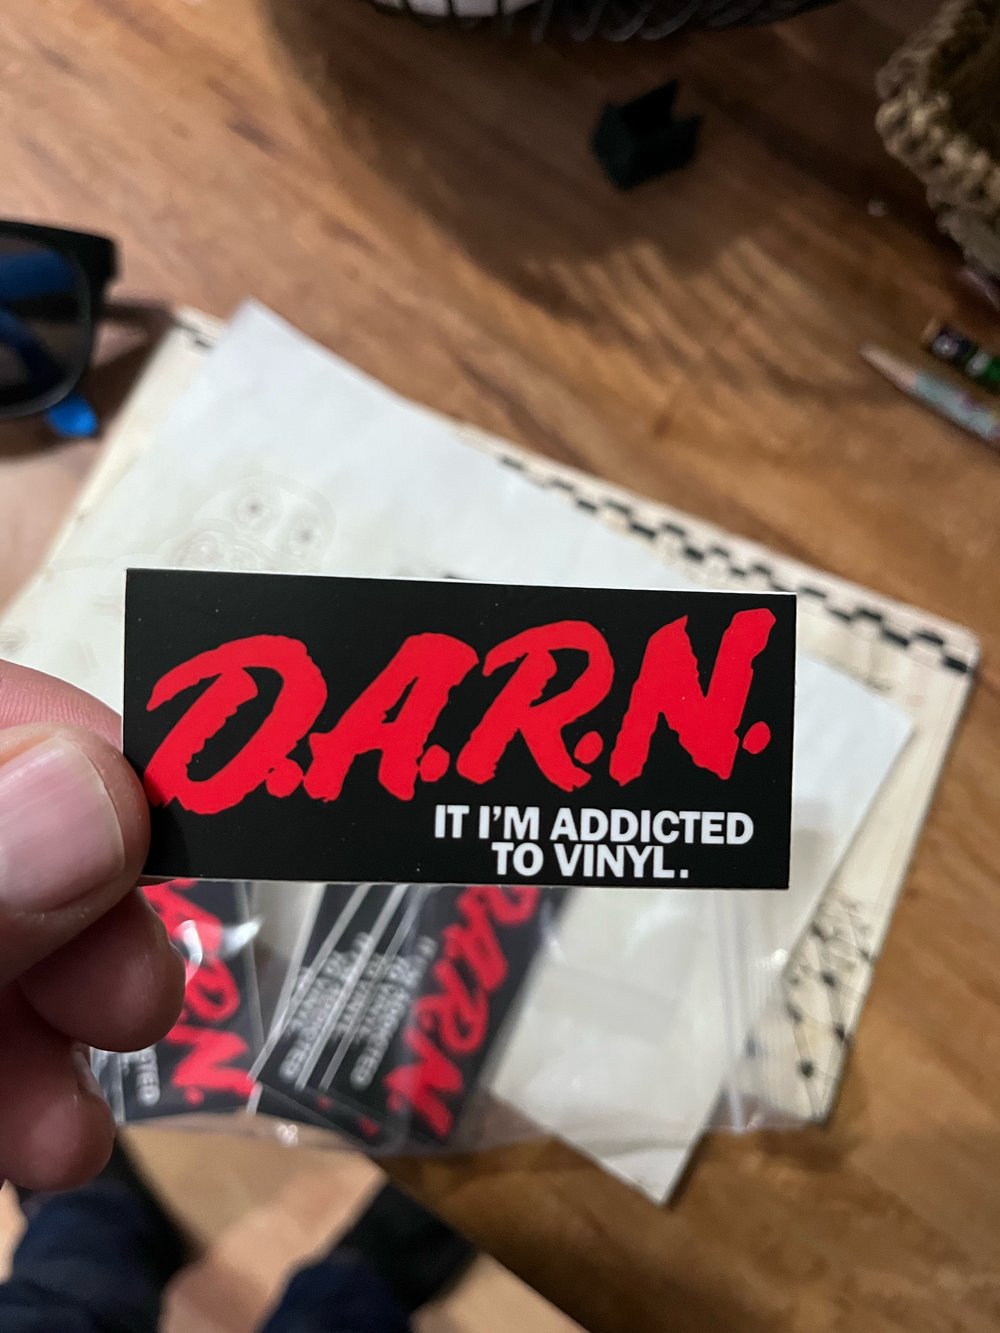 D.A.R.N.
IT I'M ADDICTED
TO VINYL.